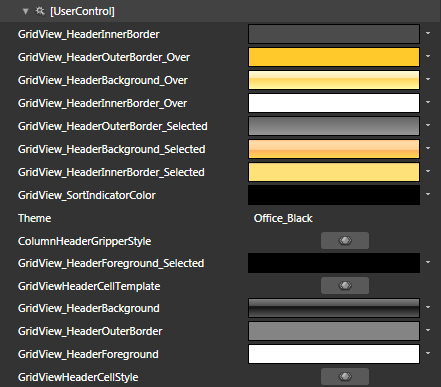 [UserControl]
GridView_HeaderInnerBorder
GridView_HeaderOuterBorder_Over
GridView_HeaderBackground_Over
GridView_HeaderInnerBorder_Over
GridView_HeaderOuterBorder_Selected
GridView_HeaderBackground_Selected
GridView_HeaderInnerBorder_Selected
GridView_SortIndicatorColor
Theme Office_Black
ColumnHeaderGripperStyle
GridView_HeaderForeground_Selected
GridViewHeaderCellTemplate
GridView_HeaderBackground
GridView_HeaderOuterBorder
GridView_HeaderForeground
GridViewHeaderCellStyle